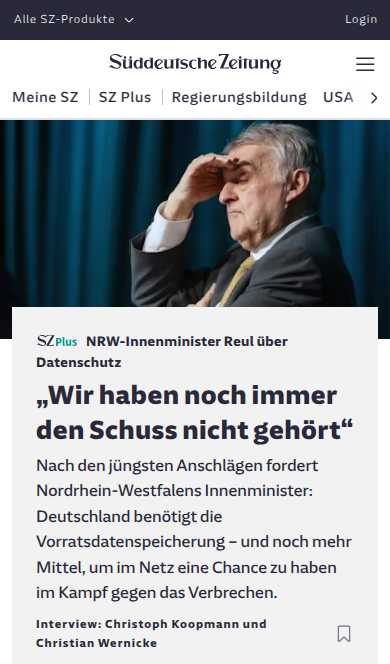 Alle SZ-Produkte
Login
Süddeutsche Zeitung
Meine SZ
SZ Plus
Regierungsbildung
USA
SZ Plus NRW-Innenminister Reul über
Datenschutz
„Wir haben noch immer
den Schuss nicht gehört“
Nach den jüngsten Anschlägen fordert
Nordrhein-Westfalens Innenminister:
Deutschland benötigt die
Vorratsdatenspeicherung – und noch mehr
Mittel, um im Netz eine Chance zu haben
im Kampf gegen das Verbrechen.
Interview: Christoph Koopmann und
Christian Wernicke